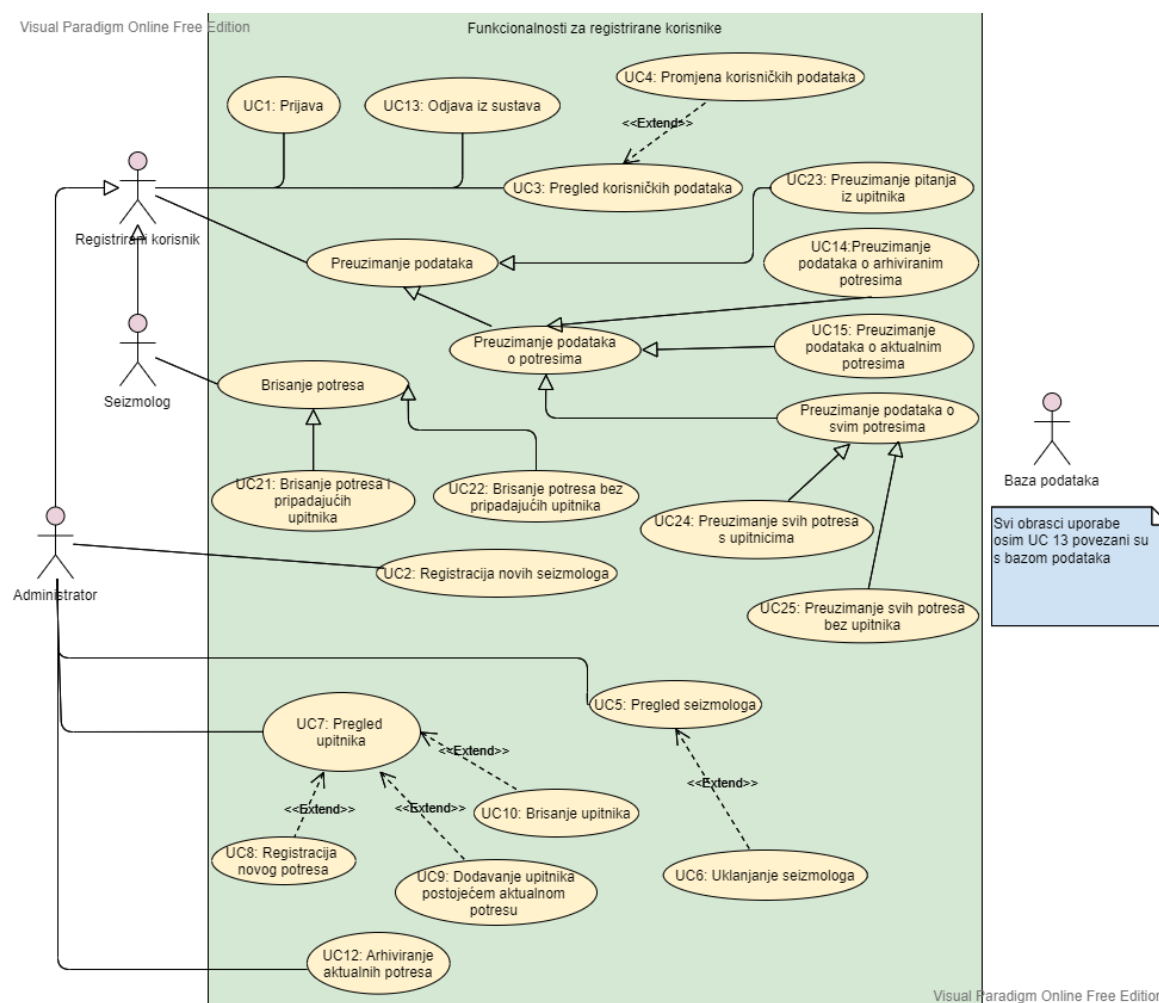 Visual Paradigm Online Free Edition
Funkcionalnosti za registrirane korisnike
UC4: Promjena korisničkih podataka
UC1: Prijava
UC13: Odjava iz sustava
<<Extend>>
UC3: Pregled korisničkih podataka
UC23: Preuzimanje pitanja
iz upitnika
Registrirani korisnik
Preuzimanje podataka
UC14:Preuzimanje
podataka o arhiviranim
potresima
Preuzimanje podataka
o potresima
UC15: Preuzimanje
podataka o aktualnim
potresima
Seizmolog
Brisanje potresa
Preuzimanje podataka o
svim potresima
UC21: Brisanje potresa i
pripadajućih
upitnika
UC22: Brisanje potresa bez
pripadajućih upitnika
Baza podataka
UC24: Preuzimanje svih potresa
s upitnicima
Svi obrasci uporabe
osim UC 13 povezani su
s bazom podataka
Administrator
UC2: Registracija novih seizmologa
UC25: Preuzimanje svih potresa
bez upitnika
UC5: Pregled seizmologa
UC7: Pregled
upitnika
<<Extend>>
<<Extend>>
<<Extend>>
<<Extend>>
UC10: Brisanje upitnika
UC8: Registracija
novog potresa
UC9: Dodavanje upitnika
postojećem aktualnom
potresu
UC6: Uklanjanje seizmologa
UC12: Arhiviranje
aktualnih potresa
Visual Paradigm Online Free Edition